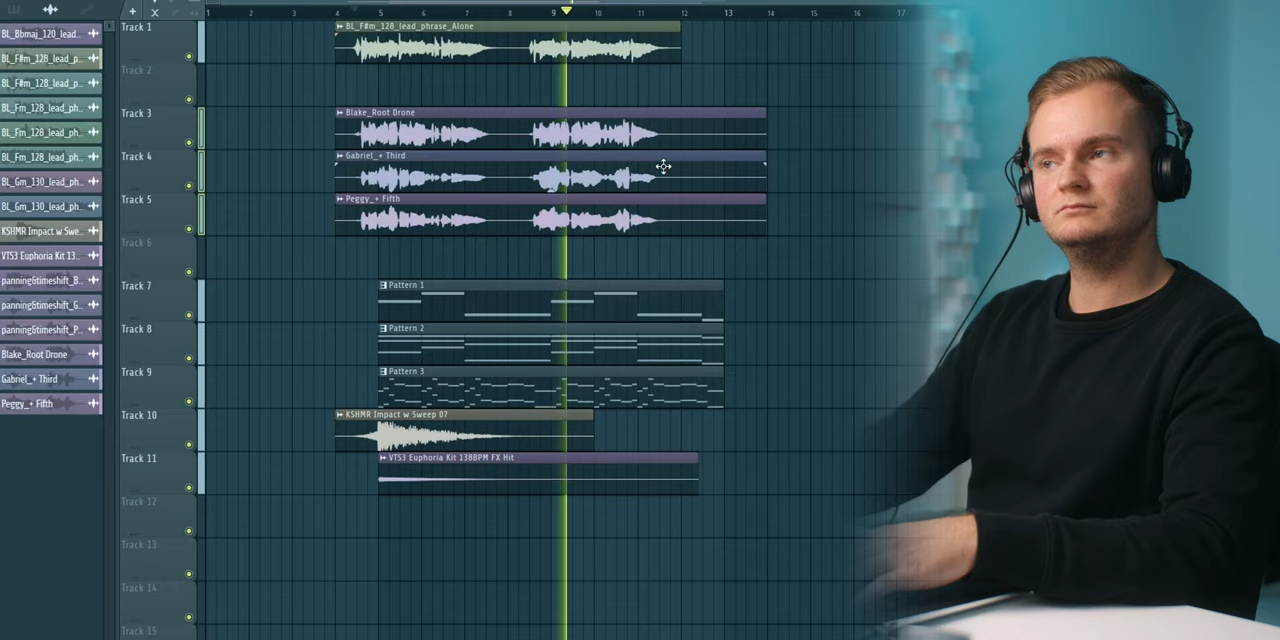 1 2 3 4 5 6 7 8 9 10 11 12 13 14 15 16 17
BL_Bbmaj_120_lead..
BL_F#m_128_lead_p..
BL_F#m_128_lead_p..
BL_Fm_128_lead_ph..
BL_Fm_128_lead_ph..
BL_Fm_128_lead_ph..
BL_Gm_130_lead_ph..
BL_Gm_130_lead_ph..
KSHMR Impact w Swe..
VTS3 Euphoria Kit 13..
panning&timeshift_B..
panning&timeshift_G..
panning&timeshift_P..
Blake_Root Drone
Gabriel_+ Third
Peggy_+ Fifth
Track 1
BL_F#m_128_lead_phrase_Alone
Track 2
Track 3
Blake_Root Drone
Track 4
Gabriel_+ Third
Track 5
Peggy_+ Fifth
Track 6
Track 7
Pattern 1
Track 8
Pattern 2
Track 9
Pattern 3
Track 10
KSHMR Impact w Sweep 07
Track 11
VTS3 Euphoria Kit 138BPM FX Hit
Track 12
Track 13
Track 14
Track 15